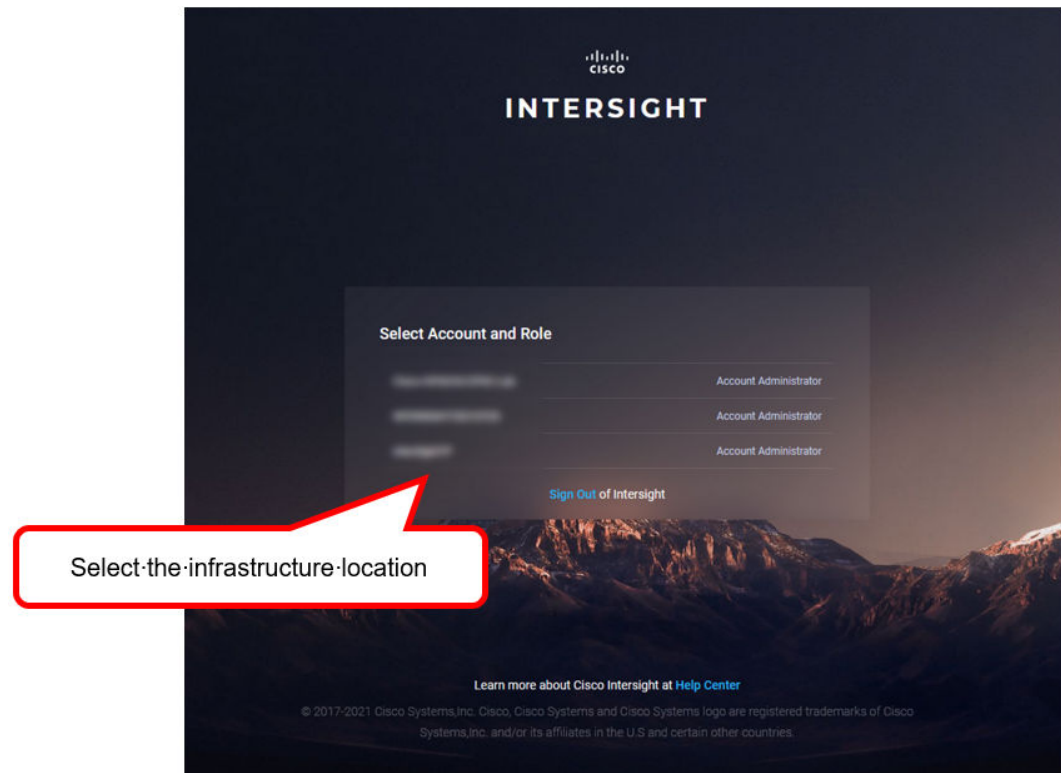 CISCO
INTERSIGHT
Select Account and Role
Account Administrator
Account Administrator
Account Administrator
Sign Out of Intersight
Select·the·infrastructure·location
Learn more about Cisco Intersight at Help Center
© 2017-2021 Cisco Systems,Inc. Cisco, Cisco Systems and Cisco Systems logo are registered trademarks of Cisco
Systems,Inc. and/or its affiliates in the U.S and certain other countries.